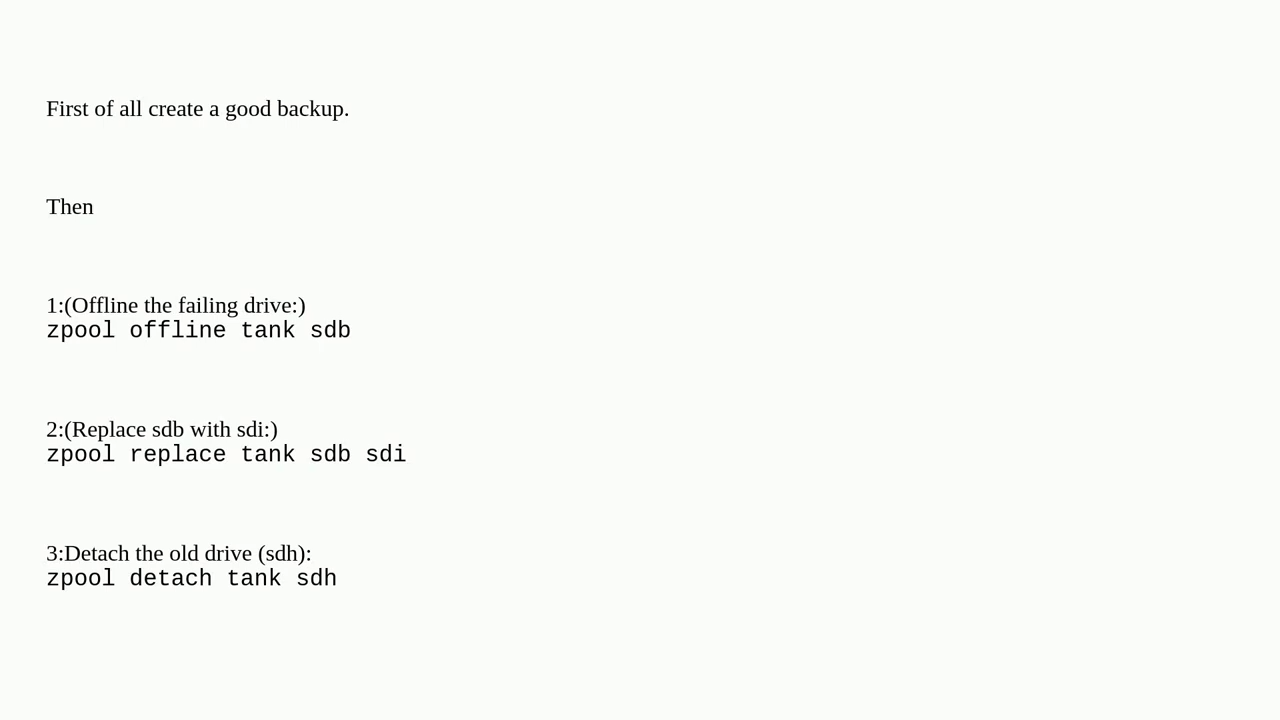 First of all create a good backup.
Then
1:(Offline the failing drive:)
zpool offline tank sdb
2:(Replace sdb with sdi:)
zpool replace tank sdb sdi
3:Detach the old drive (sdh):
zpool detach tank sdh